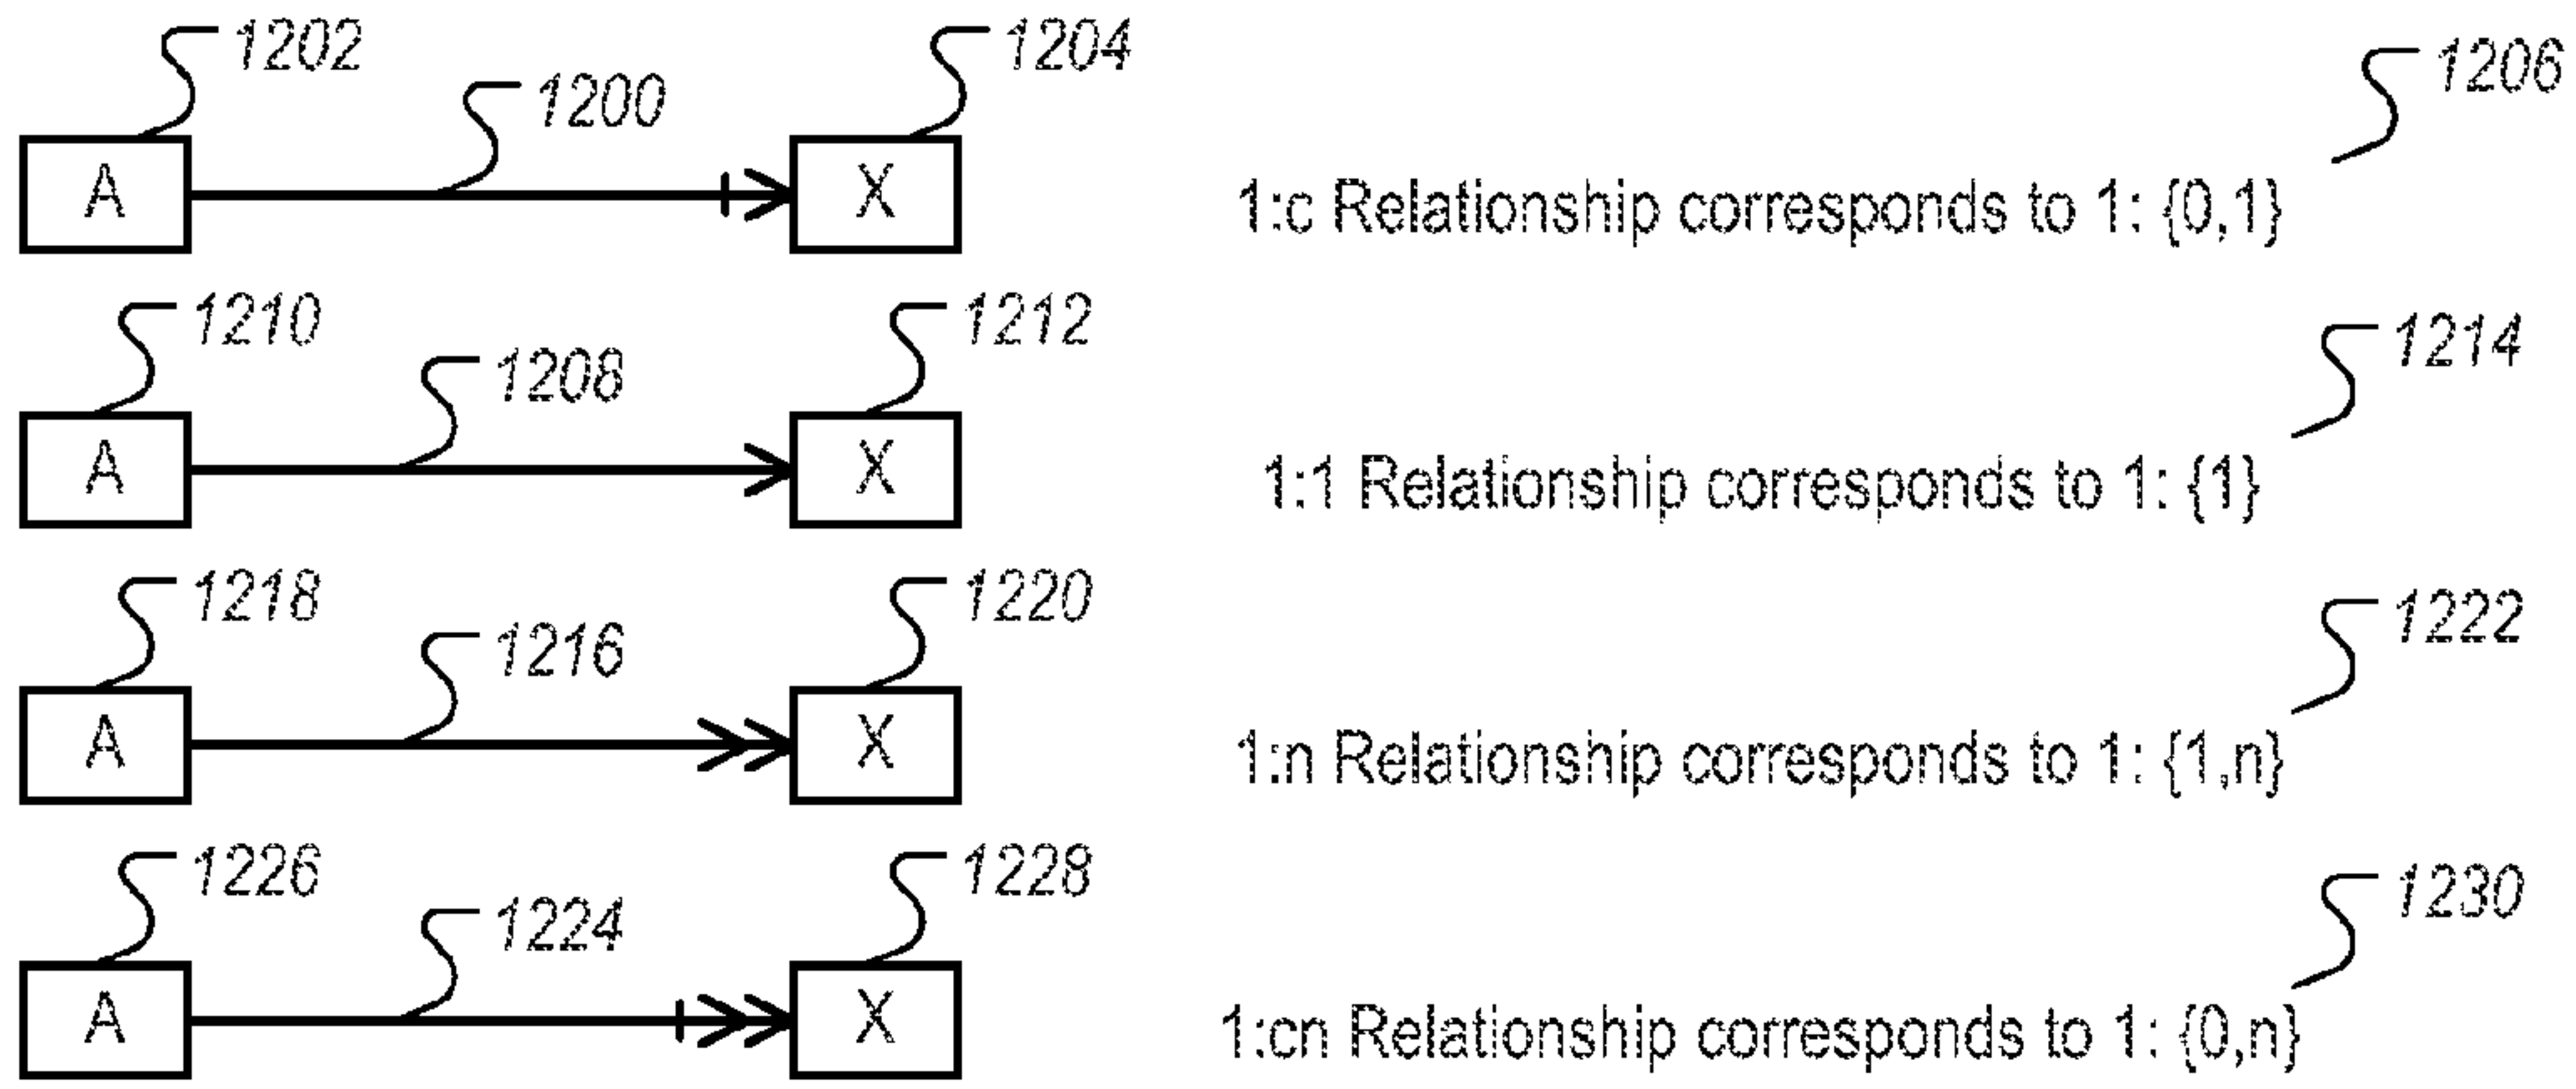 1202
1204
1206
1200
A
X
1:c Relationship corresponds to 1: {0,1}
1210
1212
1214
1208
A
X
1:1 Relationship corresponds to 1: {1}
1218
1220
1222
1216
A
X
1:n Relationship corresponds to 1: {1,n}
1226
1228
1230
1224
A
X
1:cn Relationship corresponds to 1: {0,n}